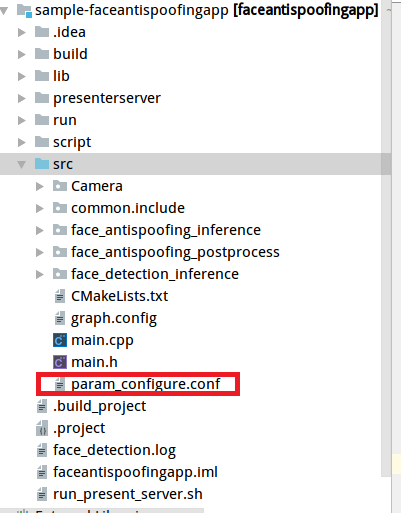 sample-faceantispoofingapp [faceantispoofingapp]
.idea
build
lib
presenterserver
run
script
src
Camera
common.include
face_antispoofing_inference
face_antispoofing_postprocess
face_detection_inference
CMakeLists.txt
graph.config
main.cpp
main.h
param_configure.conf
.build_project
.project
face_detection.log
faceantispoofingapp.iml
run_present_server.sh